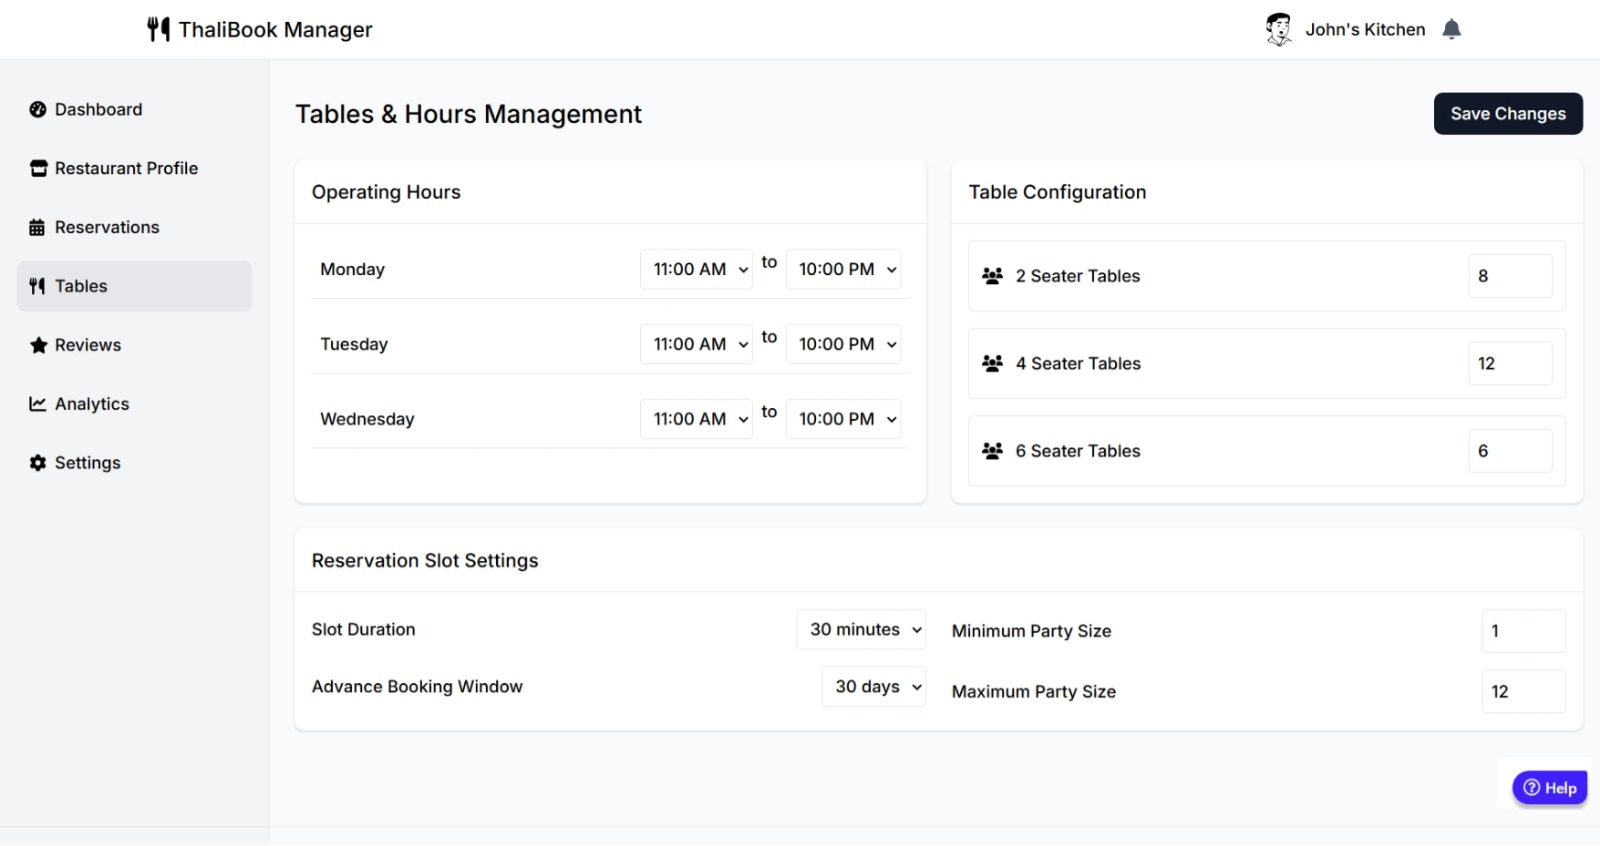 ThaliBook Manager
John's Kitchen
Dashboard
Restaurant Profile
Reservations
Tables
Reviews
Analytics
Settings
Tables & Hours Management
Save Changes
Operating Hours
Monday 11:00 AM to 10:00 PM
Tuesday 11:00 AM to 10:00 PM
Wednesday 11:00 AM to 10:00 PM
Table Configuration
2 Seater Tables 8
4 Seater Tables 12
6 Seater Tables 6
Reservation Slot Settings
Slot Duration 30 minutes
Advance Booking Window 30 days
Minimum Party Size 1
Maximum Party Size 12
Help